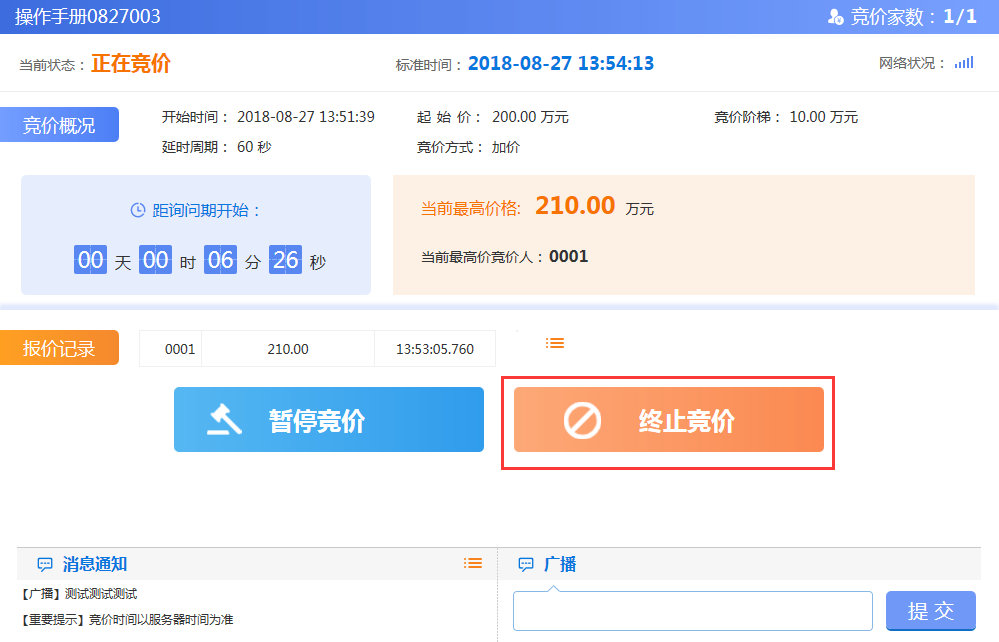 操作手册0827003 竞价家数：1/1
当前状态：正在竞价 标准时间：2018-08-27 13:54:13 网络状况：
竞价概况 开始时间： 2018-08-27 13:51:39 起 始 价： 200.00 万元 竞价阶梯： 10.00 万元
延时周期： 60 秒 竞价方式： 加价
距询问期开始： 当前最高价格: 210.00 万元
00 天 00 时 06 分 26 秒 当前最高价竞价人：0001
报价记录 0001 210.00 13:53:05.760
暂停竞价 终止竞价
消息通知 广播
【广播】测试测试测试
【重要提示】竞价时间以服务器时间为准
提 交